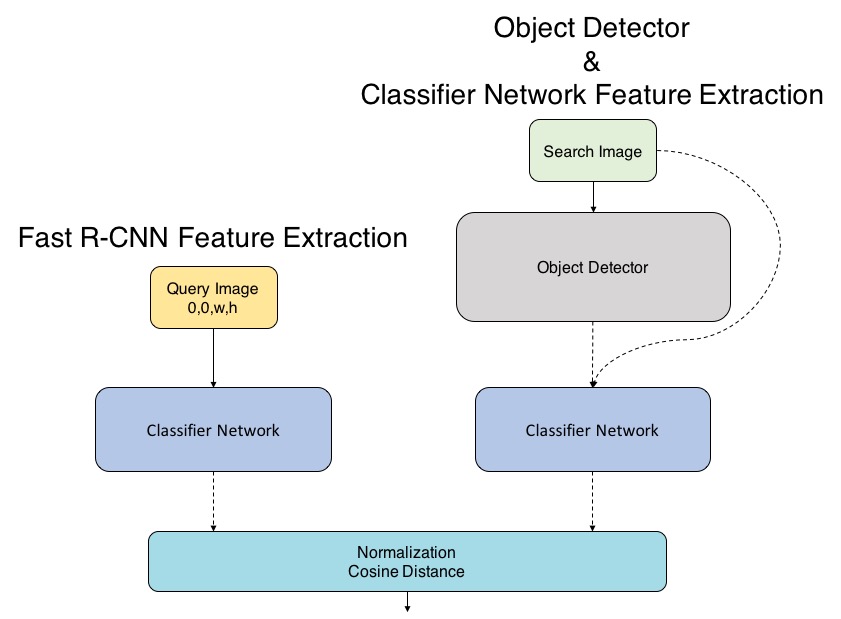 Object Detector
&
Classifier Network Feature Extraction
Search Image
Object Detector
Fast R-CNN Feature Extraction
Query Image
0,0,w,h
Classifier Network
Classifier Network
Normalization
Cosine Distance